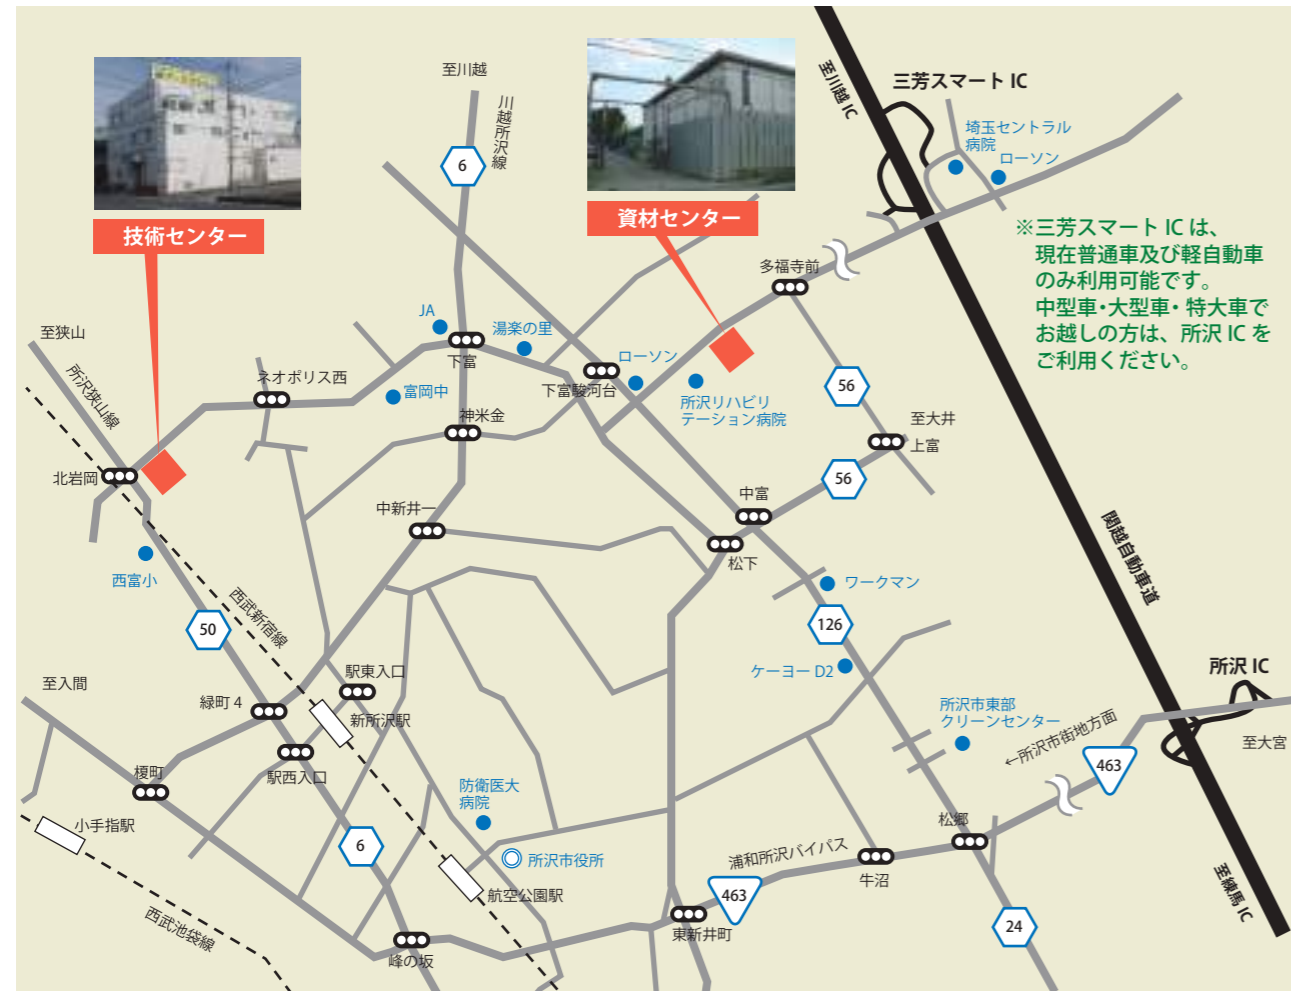 至川越
川越所沢線
6
技術センター
資材センター
至川越 IC
三芳スマート IC
埼玉セントラル
病院
ローソン
※三芳スマート IC は、
現在普通車及び軽自動車
のみ利用可能です。
中型車・大型車・特大車で
お越しの方は、所沢 IC を
ご利用ください。
多福寺前
至狭山
所沢狭山線
JA
下富
湯楽の里
ネオポリス西
富岡中
下富駿河台
ローソン
所沢リハビリ
テーション病院
56
至大井
上富
56
神米金
北岩岡
中新井一
中富
松下
関越自動車道
西富小
50
西武新宿線
ワークマン
126
ケーヨー D2
至入間
緑町 4
駅東入口
新所沢駅
駅西入口
所沢 IC
所沢市東部
クリーンセンター
←所沢市街地方面
463
至大宮
榎町
小手指駅
西武池袋線
6
防衛医大
病院
所沢市役所
航空公園駅
浦和所沢バイパス
松郷
牛沼
463
東新井町
峰の坂
24
至練馬 IC